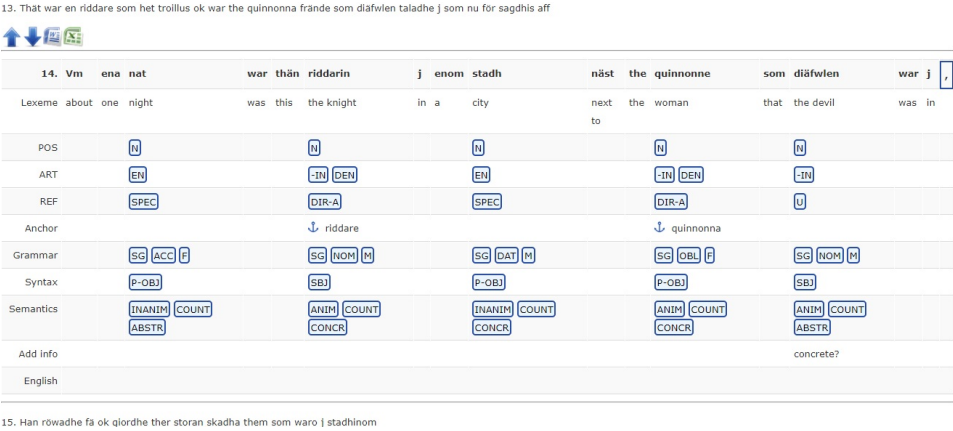 13. Thät war en riddare som het troillus ok war the quinnonna frände som diäfwlen taladhe j som nu för sagdhis aff
14. Vm ena nat war thän riddarin j enom stadh näst the quinnonne som diäfwlen war j ,
Lexeme about one night was this the knight in a city next to the woman that the devil was in
POS N N N N N
ART EN -IN DEN EN -IN DEN -IN
REF SPEC DIR-A SPEC DIR-A U
Anchor riddare quinnonna
Grammar SG ACC F SG NOM M SG DAT M SG OBL F SG NOM M
Syntax P-OBJ SBJ P-OBJ P-OBJ SBJ
Semantics INANIM COUNT ABSTR ANIM COUNT CONCR INANIM COUNT CONCR ANIM COUNT CONCR ANIM COUNT ABSTR
Add info concrete?
English
15. Han röwadhe fä ok giordhe ther storan skadha them som waro j stadhinom